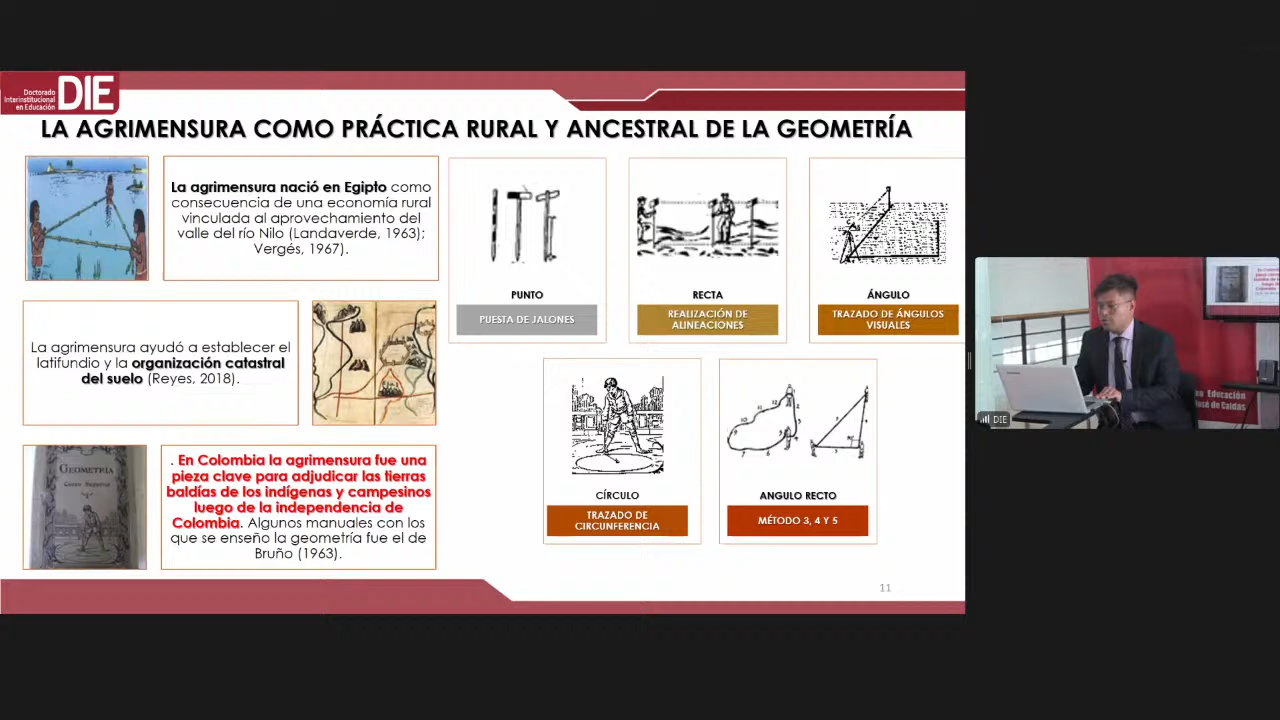 Doctorado
Interinstitucional
en Educación
DIE
LA AGRIMENSURA COMO PRÁCTICA RURAL Y ANCESTRAL DE LA GEOMETRÍA
La agrimensura nació en Egipto como
consecuencia de una economía rural
vinculada al aprovechamiento del
valle del río Nilo (Landaverde, 1963);
Vergés, 1967).
La agrimensura ayudó a establecer el
latifundio y la organización catastral
del suelo (Reyes, 2018).
GEOMETRÍA
. En Colombia la agrimensura fue una
pieza clave para adjudicar las tierras
baldías de los indígenas y campesinos
luego de la independencia de
Colombia. Algunos manuales con los
que se enseño la geometría fue el de
Bruño (1963).
PUNTO
PUESTA DE JALONES
RECTA
REALIZACIÓN DE
ALINEACIONES
ÁNGULO
TRAZADO DE ÁNGULOS
VISUALES
CÍRCULO
TRAZADO DE
CIRCUNFERENCIA
ANGULO RECTO
MÉTODO 3, 4 Y 5
11
Educación
José de Caldas
DIE